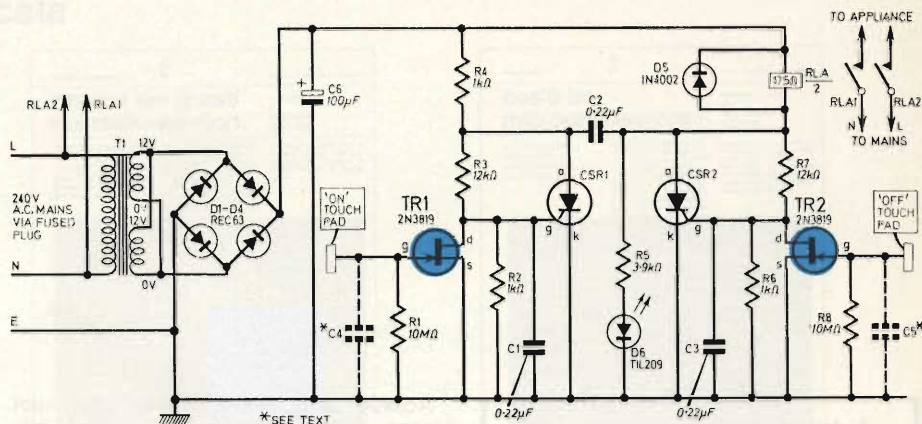 TO APPLIANCE
RLA1
RLA2
N
L
TO MAINS
RLA2
RLA1
L
T1
12V
0V
12V
0V
240V
A.C. MAINS
VIA FUSED
PLUG
N
E
D1-D4
REC63
+
C6
100µF
R4
1kΩ
R3
12kΩ
C2
0·22µF
D5
IN4002
175Ω
RLA
2
R7
12kΩ
'ON'
TOUCH
PAD
TR1
2N3819
g
d
s
*C4
R1
10MΩ
R2
1kΩ
C1
0·22µF
CSR1
a
g
k
R5
3·9kΩ
D6
TIL209
CSR2
a
g
k
C3
0·22µF
R6
1kΩ
TR2
2N3819
d
g
s
'OFF'
TOUCH
PAD
R8
10MΩ
C5*
*SEE TEXT